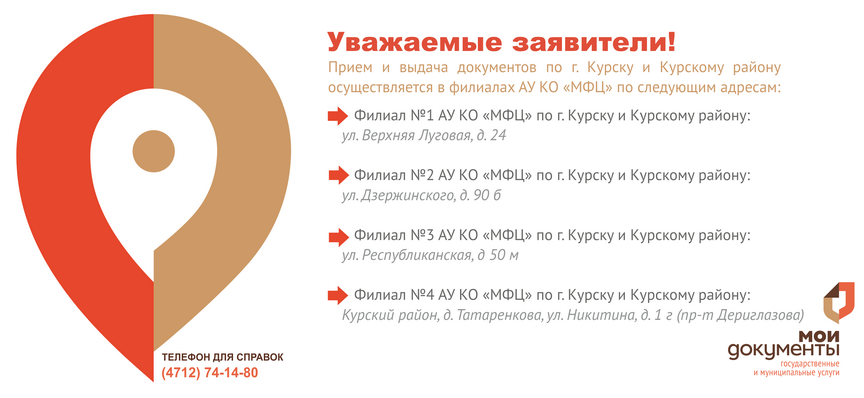 Уважаемые заявители!
Прием и выдача документов по г. Курску и Курскому району
осуществляется в филиалах АУ КО «МФЦ» по следующим адресам:
Филиал №1 АУ КО «МФЦ» по г. Курску и Курскому району:
ул. Верхняя Луговая, д. 24
Филиал №2 АУ КО «МФЦ» по г. Курску и Курскому району:
ул. Дзержинского, д. 90 б
Филиал №3 АУ КО «МФЦ» по г. Курску и Курскому району:
ул. Республиканская, д 50 м
Филиал №4 АУ КО «МФЦ» по г. Курску и Курскому району:
Курский район, д. Татаренкова, ул. Никитина, д. 1 г (пр-т Дериглазова)
ТЕЛЕФОН ДЛЯ СПРАВОК
(4712) 74-14-80
мои
документы
государственные
и муниципальные услуги